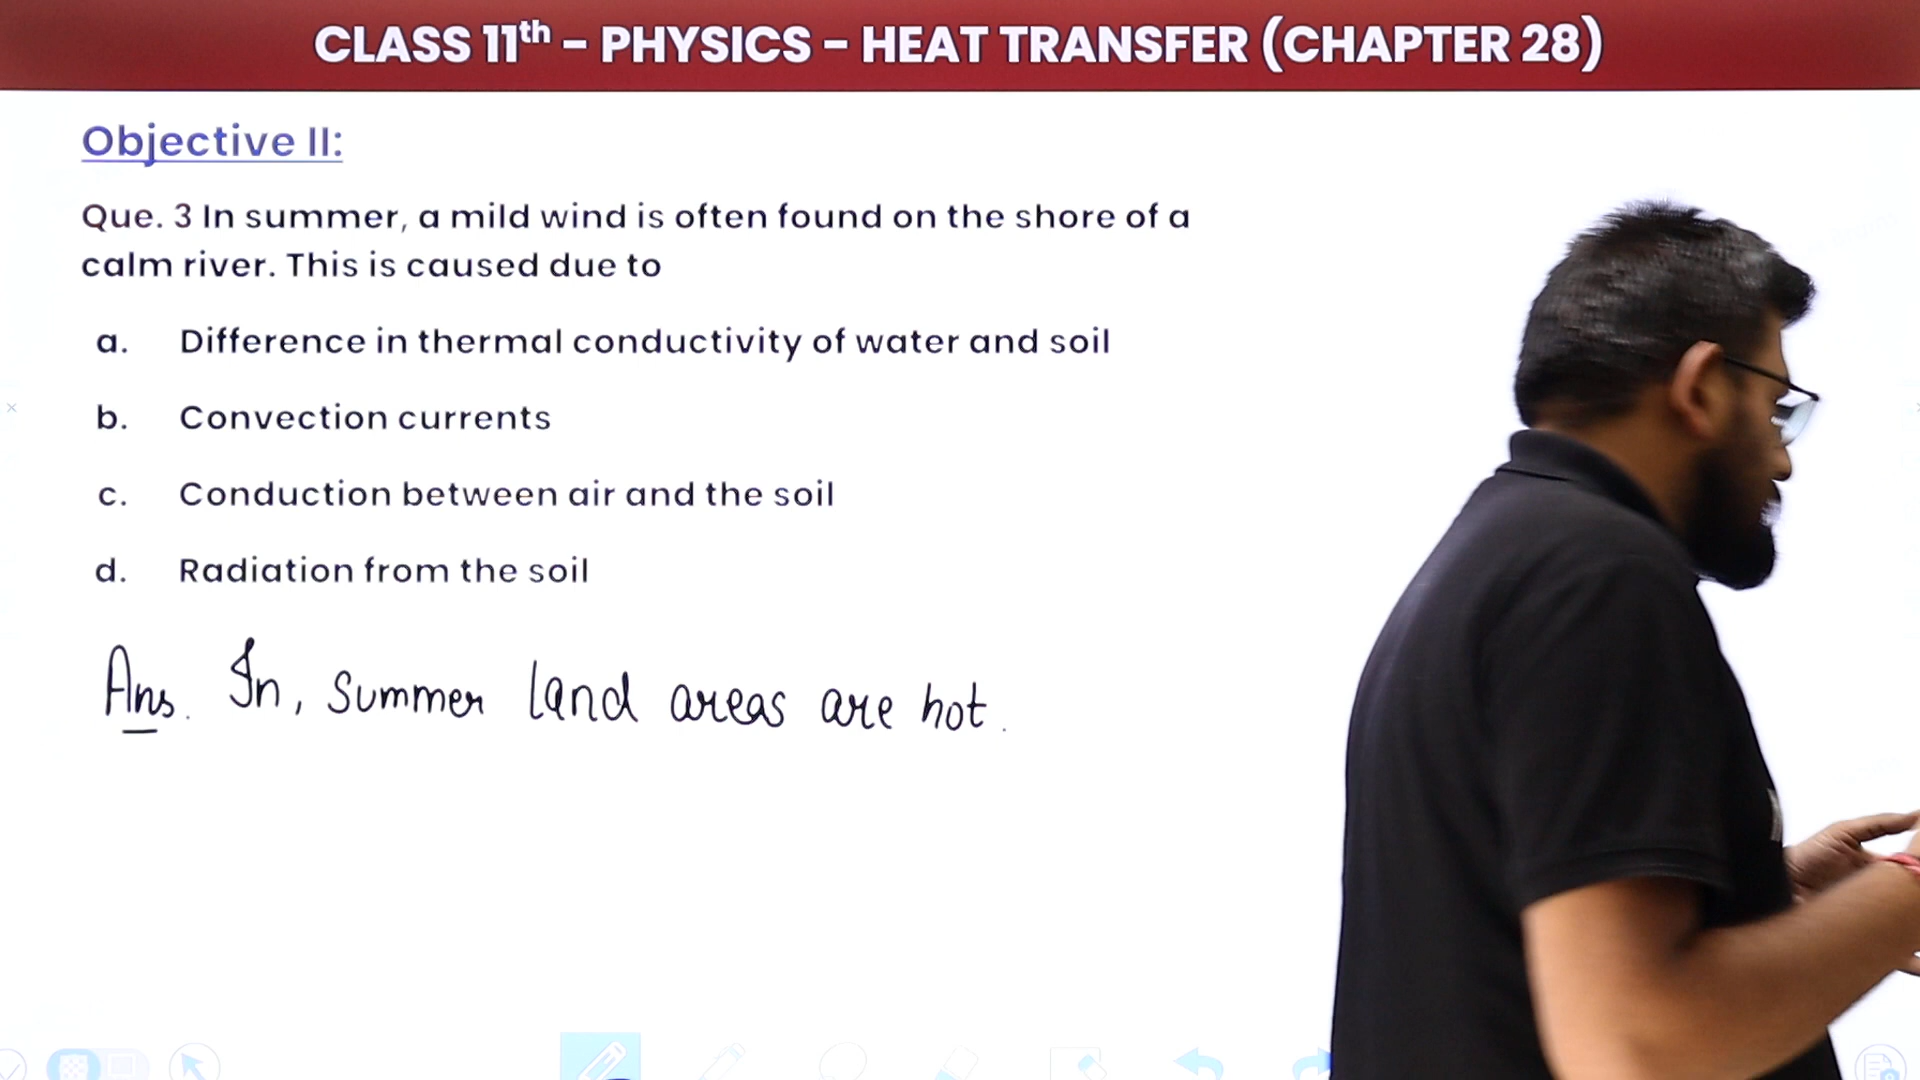 CLASS 11th - PHYSICS - HEAT TRANSFER (CHAPTER 28)
Objective II:
Que. 3 In summer, a mild wind is often found on the shore of a
calm river. This is caused due to
a. Difference in thermal conductivity of water and soil
b. Convection currents
c. Conduction between air and the soil
d. Radiation from the soil
Ans. In, summer land areas are hot.